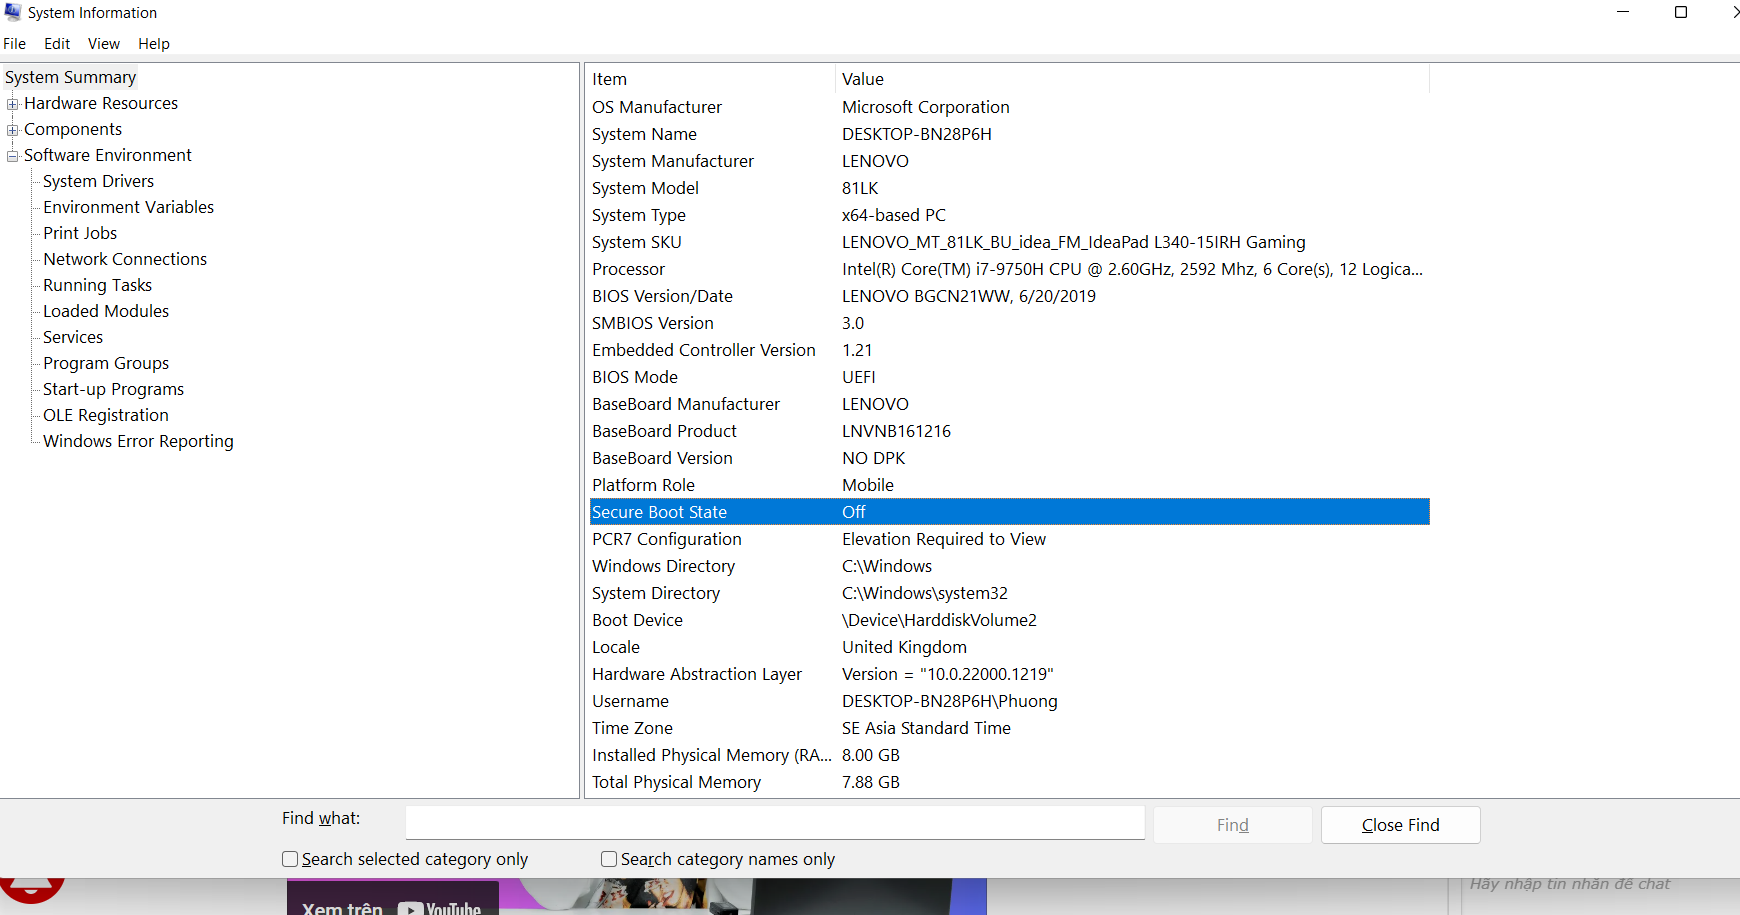 System Information
File Edit View Help
System Summary
Hardware Resources
Components
Software Environment
System Drivers
Environment Variables
Print Jobs
Network Connections
Running Tasks
Loaded Modules
Services
Program Groups
Start-up Programs
OLE Registration
Windows Error Reporting
Item Value
OS Manufacturer Microsoft Corporation
System Name DESKTOP-BN28P6H
System Manufacturer LENOVO
System Model 81LK
System Type x64-based PC
System SKU LENOVO_MT_81LK_BU_idea_FM_IdeaPad L340-15IRH Gaming
Processor Intel(R) Core(TM) i7-9750H CPU @ 2.60GHz, 2592 Mhz, 6 Core(s), 12 Logica...
BIOS Version/Date LENOVO BGCN21WW, 6/20/2019
SMBIOS Version 3.0
Embedded Controller Version 1.21
BIOS Mode UEFI
BaseBoard Manufacturer LENOVO
BaseBoard Product LNVNB161216
BaseBoard Version NO DPK
Platform Role Mobile
Secure Boot State Off
PCR7 Configuration Elevation Required to View
Windows Directory C:\Windows
System Directory C:\Windows\system32
Boot Device \Device\HarddiskVolume2
Locale United Kingdom
Hardware Abstraction Layer Version = "10.0.22000.1219"
Username DESKTOP-BN28P6H\Phuong
Time Zone SE Asia Standard Time
Installed Physical Memory (RA... 8.00 GB
Total Physical Memory 7.88 GB
Find what: Find Close Find
Search selected category only Search category names only
Hãy nhập tin nhắn để chat
Xem trên YouTube